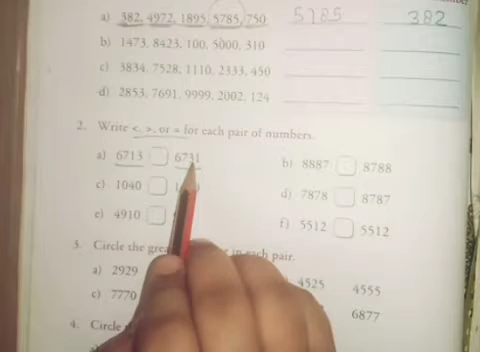 a) 382, 4972, 1895, 5785, 750 5785 382
b) 1473, 8423, 100, 5000, 310
c) 3834, 7528, 1110, 2333, 450
d) 2853, 7691, 9999, 2002, 124
2. Write <, >, or = for each pair of numbers.
a) 6713 6731 b) 8887 8788
c) 1040 d) 7878 8787
e) 4910 f) 5512 5512
3. Circle the in each pair.
a) 2929 4525 4555
c) 7770 6877
4. Circle